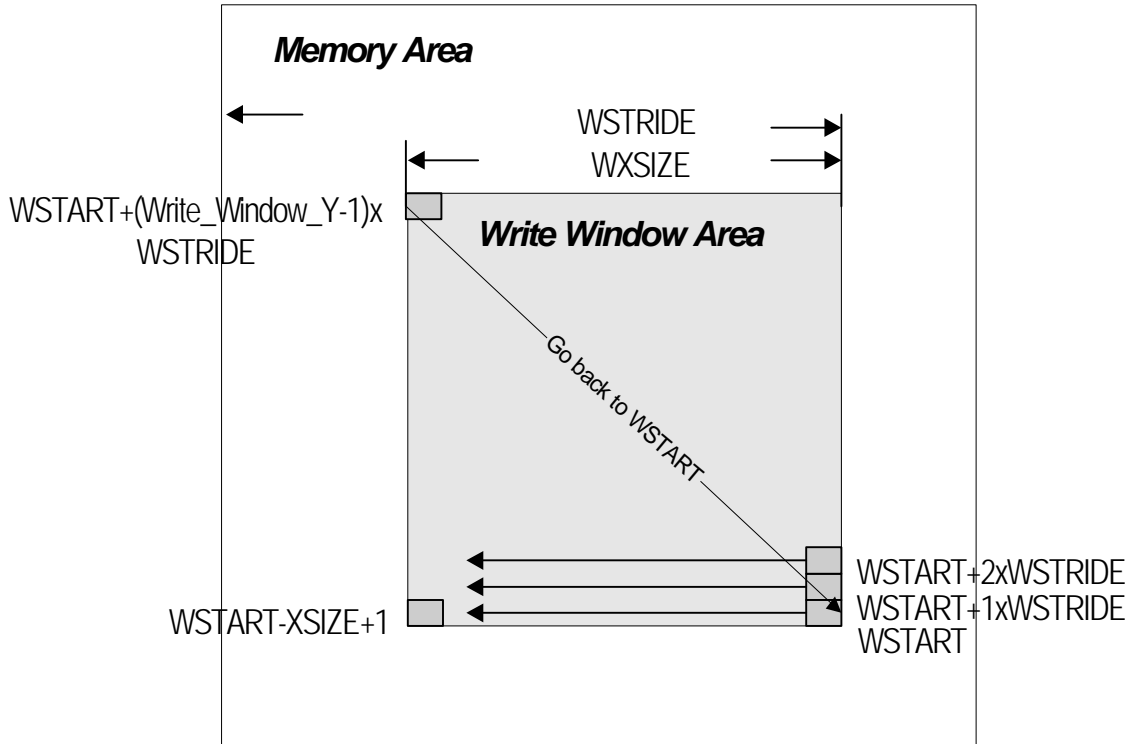 Memory Area
WSTRIDE
WXSIZE
WSTART+(Write_Window_Y-1)x
WSTRIDE
Write Window Area
Go back to WSTART
WSTART+2xWSTRIDE
WSTART+1xWSTRIDE
WSTART-XSIZE+1
WSTART